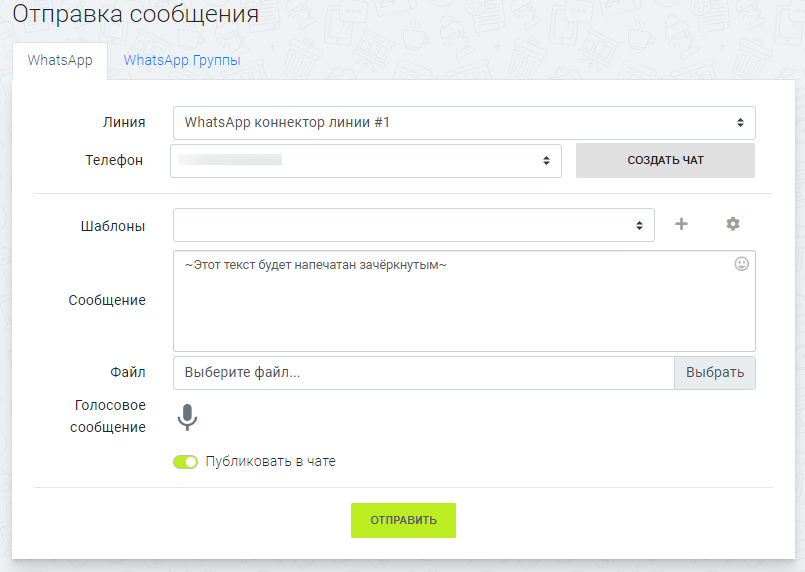 Отправка сообщения
WhatsApp WhatsApp Группы
Линия WhatsApp коннектор линии #1
Телефон СОЗДАТЬ ЧАТ
Шаблоны
~Этот текст будет напечатан зачёркнутым~
Сообщение
Файл Выберите файл... Выбрать
Голосовое
сообщение
Публиковать в чате
ОТПРАВИТЬ